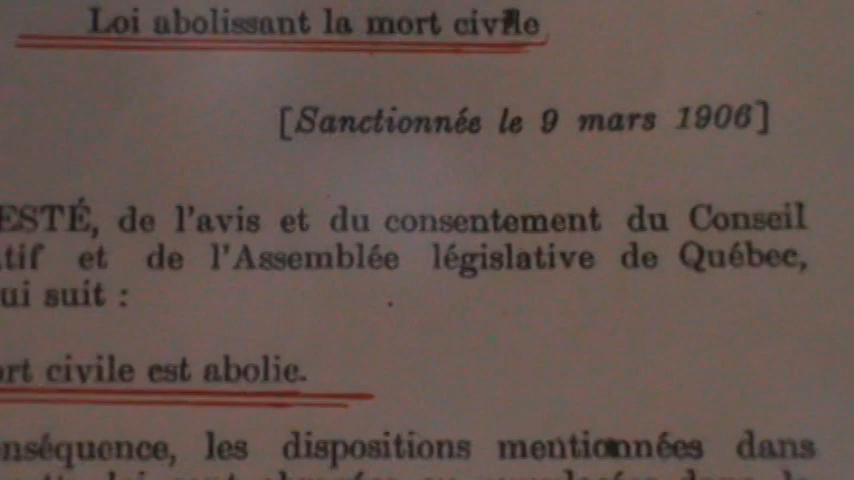 Loi abolissant la mort civile
[Sanctionnée le 9 mars 1906]
ESTÉ, de l'avis et du consentement du Conseil
tif et de l'Assemblée législative de Québec,
ui suit :
rt civile est abolie.
nséquence, les dispositions mentionnées dans